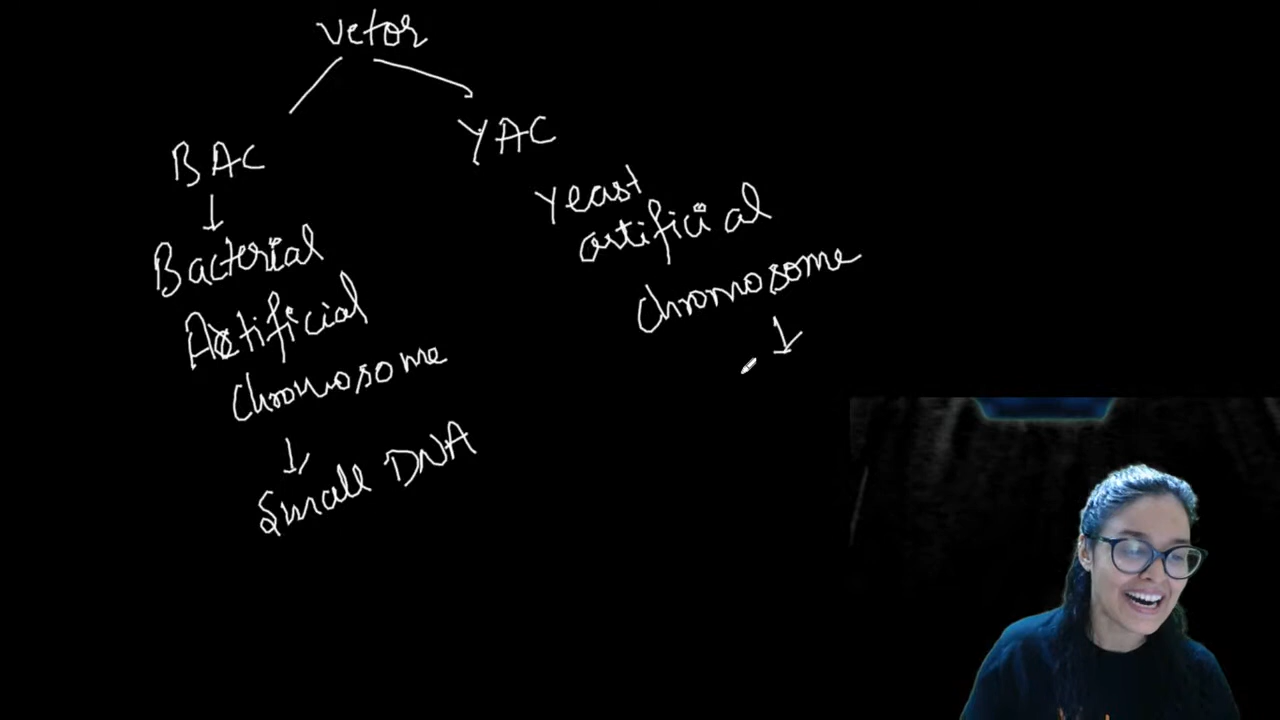 Vetor
BAC
YAC
Bacterial
Artificial
Chromosome
Small DNA
Yeast
artificial
chromosome